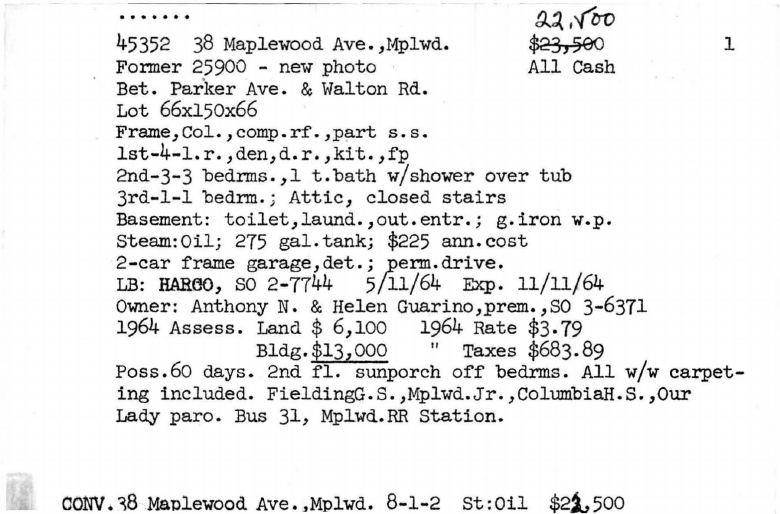 .......
22,500
45352 38 Maplewood Ave.,Mplwd. $23,500 1
Former 25900 - new photo All Cash
Bet. Parker Ave. & Walton Rd.
Lot 66x150x66
Frame,Col.,comp.rf.,part s.s.
1st-4-l.r.,den,d.r.,kit.,fp
2nd-3-3 bedrms.,1 t.bath w/shower over tub
3rd-1-1 bedrm.; Attic, closed stairs
Basement: toilet,laund.,out.entr.; g.iron w.p.
Steam:Oil; 275 gal.tank; $225 ann.cost
2-car frame garage,det.; perm.drive.
LB: HARGO, SO 2-7744 5/11/64 Exp. 11/11/64
Owner: Anthony N. & Helen Guarino,prem.,SO 3-6371
1964 Assess. Land $ 6,100 1964 Rate $3.79
Bldg.$13,000 " Taxes $683.89
Poss.60 days. 2nd fl. sunporch off bedrms. All w/w carpet-
ing included. FieldingG.S.,Mplwd.Jr.,ColumbiaH.S.,Our
Lady paro. Bus 31, Mplwd.RR Station.
CONV.38 Maplewood Ave.,Mplwd. 8-1-2 St:Oil